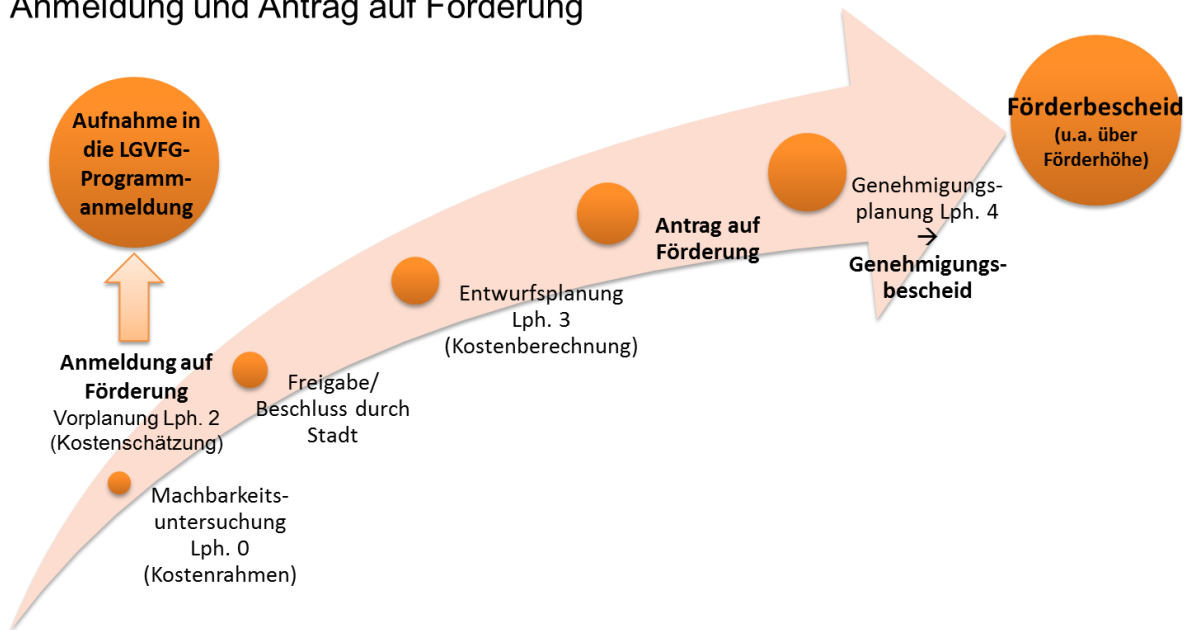 Anmeldung und Antrag auf Förderung
Aufnahme in
die LGVFG-
Programm-
anmeldung
Anmeldung auf
Förderung
Vorplanung Lph. 2
(Kostenschätzung)
Machbarkeits-
untersuchung
Lph. 0
(Kostenrahmen)
Freigabe/
Beschluss durch
Stadt
Entwurfsplanung
Lph. 3
(Kostenberechnung)
Antrag auf
Förderung
Genehmigungs-
planung Lph. 4
→
Genehmigungs-
bescheid
Förderbescheid
(u.a. über
Förderhöhe)